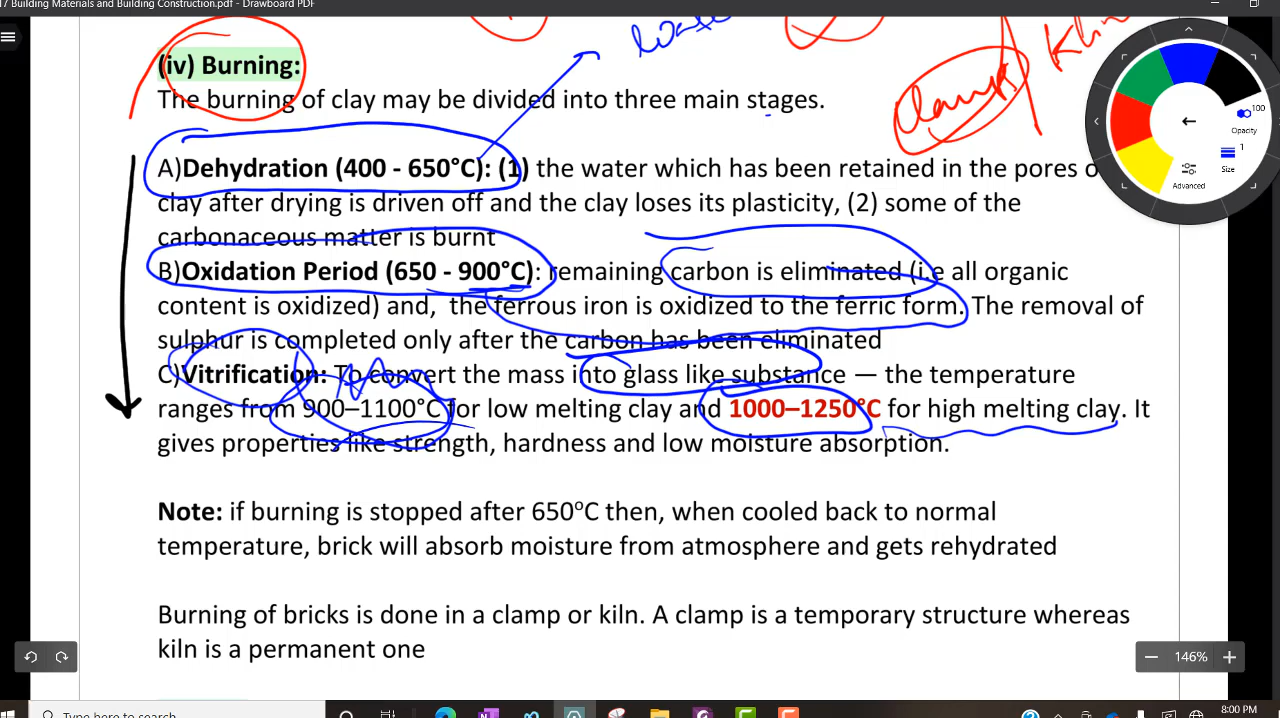 17 Building Materials and Building Construction.pdf - Drawboard PDF
(iv) Burning:
The burning of clay may be divided into three main stages.
clamp
A)Dehydration (400 - 650°C): (1) the water which has been retained in the pores
clay after drying is driven off and the clay loses its plasticity, (2) some of the
carbonaceous matter is burnt
B)Oxidation Period (650 - 900°C): remaining carbon is eliminated (i.e all organic
content is oxidized) and, the ferrous iron is oxidized to the ferric form. The removal of
sulphur is completed only after the carbon has been eliminated
C)Vitrification: To convert the mass into glass like substance — the temperature
ranges from 900–1100°C for low melting clay and 1000–1250°C for high melting clay. It
gives properties like strength, hardness and low moisture absorption.
Note: if burning is stopped after 650°C then, when cooled back to normal
temperature, brick will absorb moisture from atmosphere and gets rehydrated
Burning of bricks is done in a clamp or kiln. A clamp is a temporary structure whereas
kiln is a permanent one
100
Opacity
1
Size
Advanced
146%
Type here to search
8:00 PM